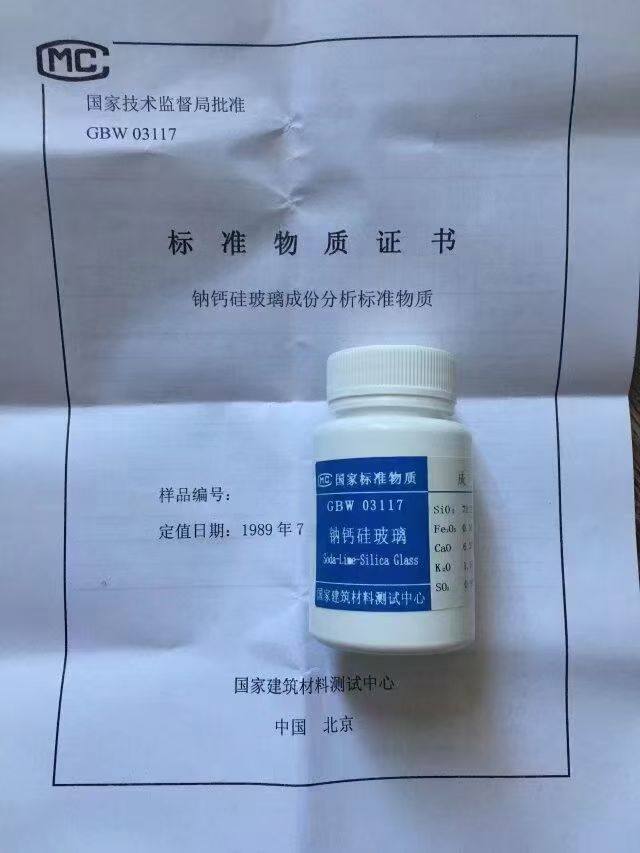 MC
国家技术监督局批准
GBW 03117
标准物质证书
钠钙硅玻璃成份分析标准物质
样品编号：
定值日期：1989 年 7
MC 国家标准物质
GBW 03117
钠钙硅玻璃
Soda-Lime-Silica Glass
国家建筑材料测试中心
SiO₂
Fe₂O₃
CaO
K₂O
SO₃
国家建筑材料测试中心
中国 北京